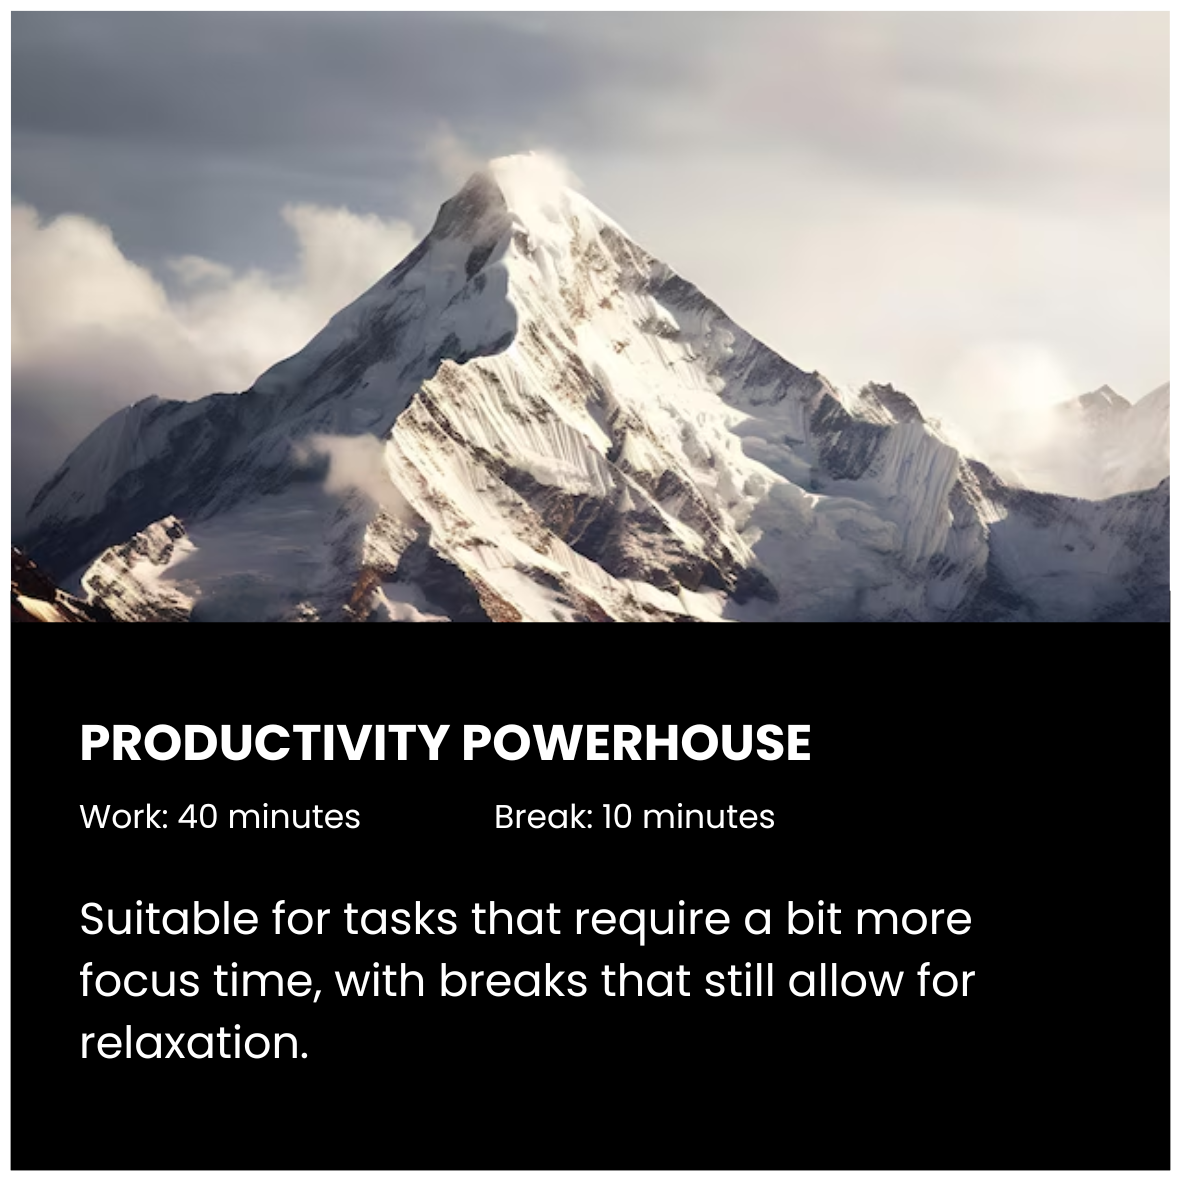 PRODUCTIVITY POWERHOUSE
Work: 40 minutes Break: 10 minutes
Suitable for tasks that require a bit more
focus time, with breaks that still allow for
relaxation.